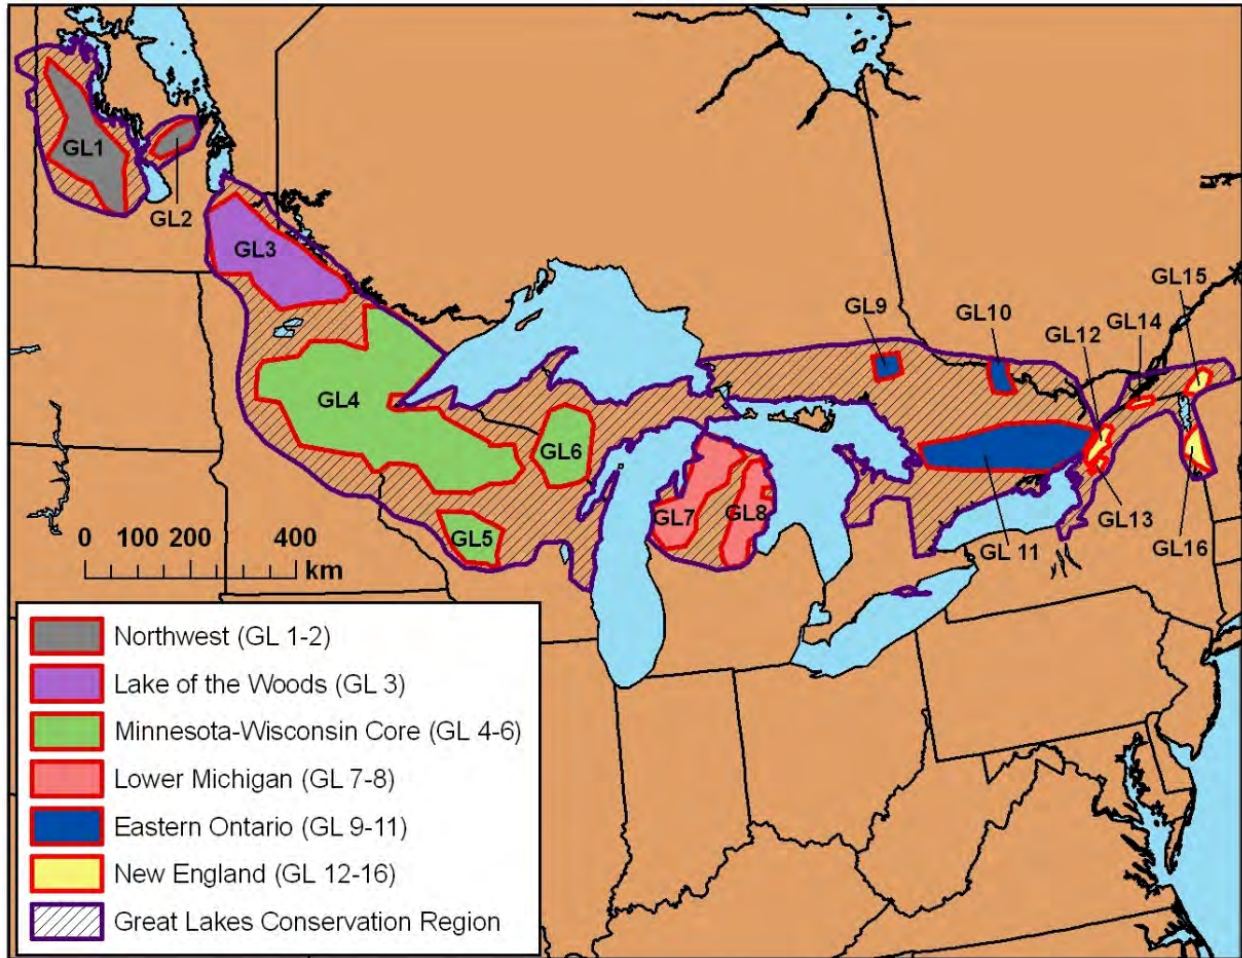 GL1
GL2
GL3
GL4
GL5
GL6
GL7
GL8
GL9
GL10
GL 11
GL12
GL13
GL14
GL15
GL16
0 100 200 400
km
Northwest (GL 1-2)
Lake of the Woods (GL 3)
Minnesota-Wisconsin Core (GL 4-6)
Lower Michigan (GL 7-8)
Eastern Ontario (GL 9-11)
New England (GL 12-16)
Great Lakes Conservation Region